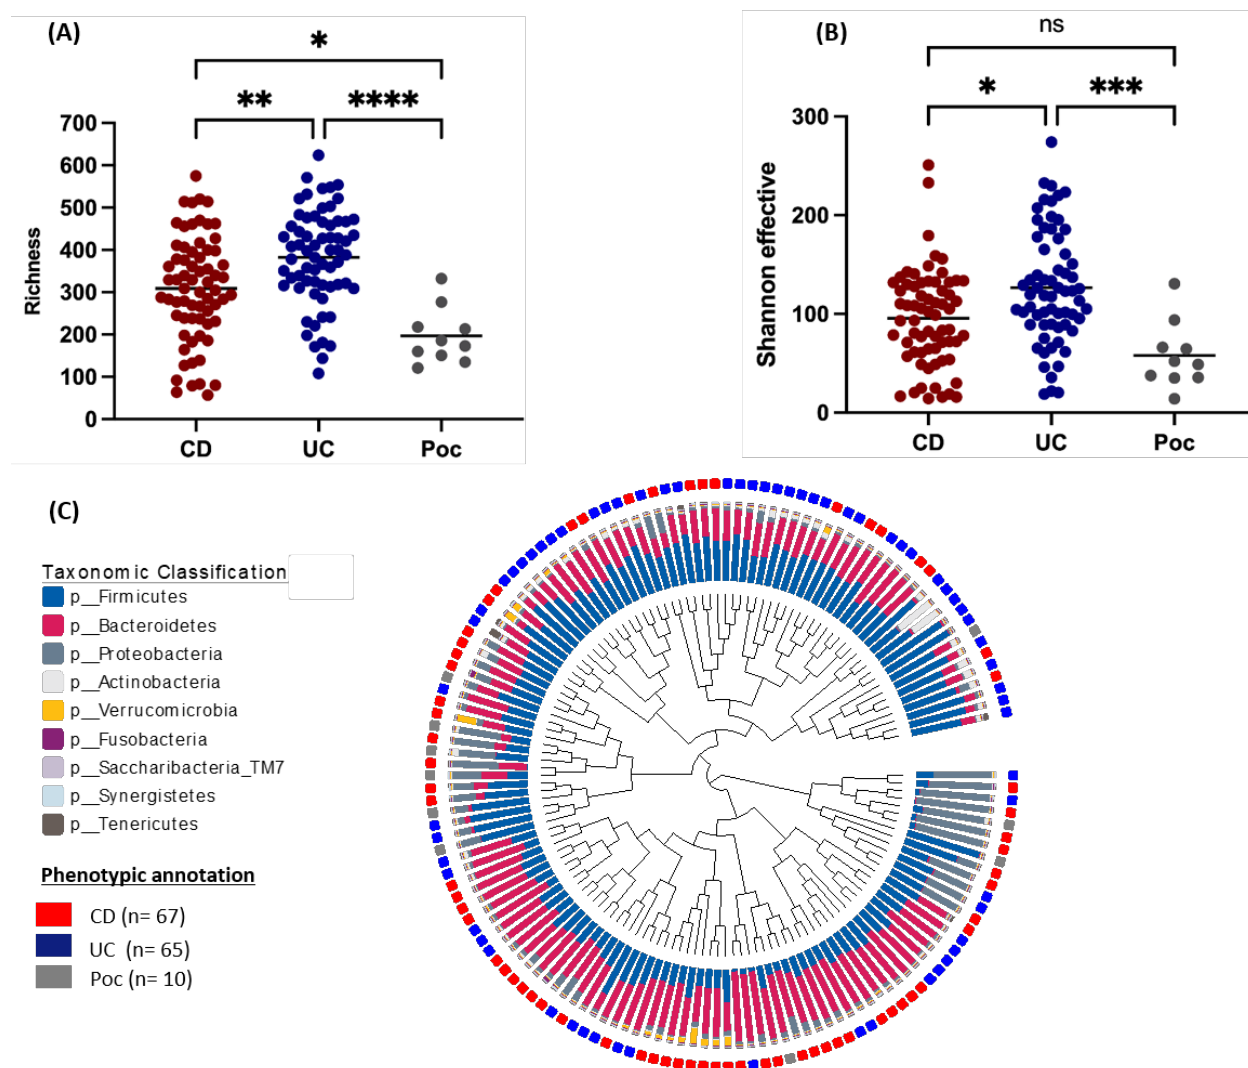 (A)
*
** ****
Richness
700
600
500
400
300
200
100
0
CD UC Poc
(B)
ns
* ***
Shannon effective
300
200
100
0
CD UC Poc
(C)
Taxonomic Classification
p__Firmicutes
p__Bacteroidetes
p__Proteobacteria
p__Actinobacteria
p__Verrucomicrobia
p__Fusobacteria
p__Saccharibacteria_TM7
p__Synergistetes
p__Tenericutes
Phenotypic annotation
CD (n= 67)
UC (n= 65)
Poc (n= 10)